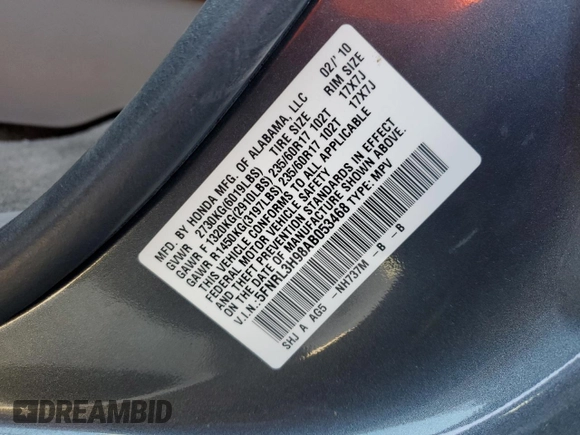 MFD. BY HONDA MFG. OF ALABAMA, LLC 02/'10
GVWR 2730KG(6019LBS) TIRE SIZE RIM SIZE
GAWR F 1320KG(2910LBS) 235/60R17 102T 17X7J
GAWR R1450KG(3197LBS) 235/60R17 102T 17X7J
THIS VEHICLE CONFORMS TO ALL APPLICABLE
FEDERAL MOTOR VEHICLE SAFETY
AND THEFT PREVENTION STANDARDS IN EFFECT
ON THE DATE OF MANUFACTURE SHOWN ABOVE.
V.I.N.: 5FNRL3H98AB053468 TYPE: MPV
SHJ A AG5 -NH737M -B -B
DREAMBID